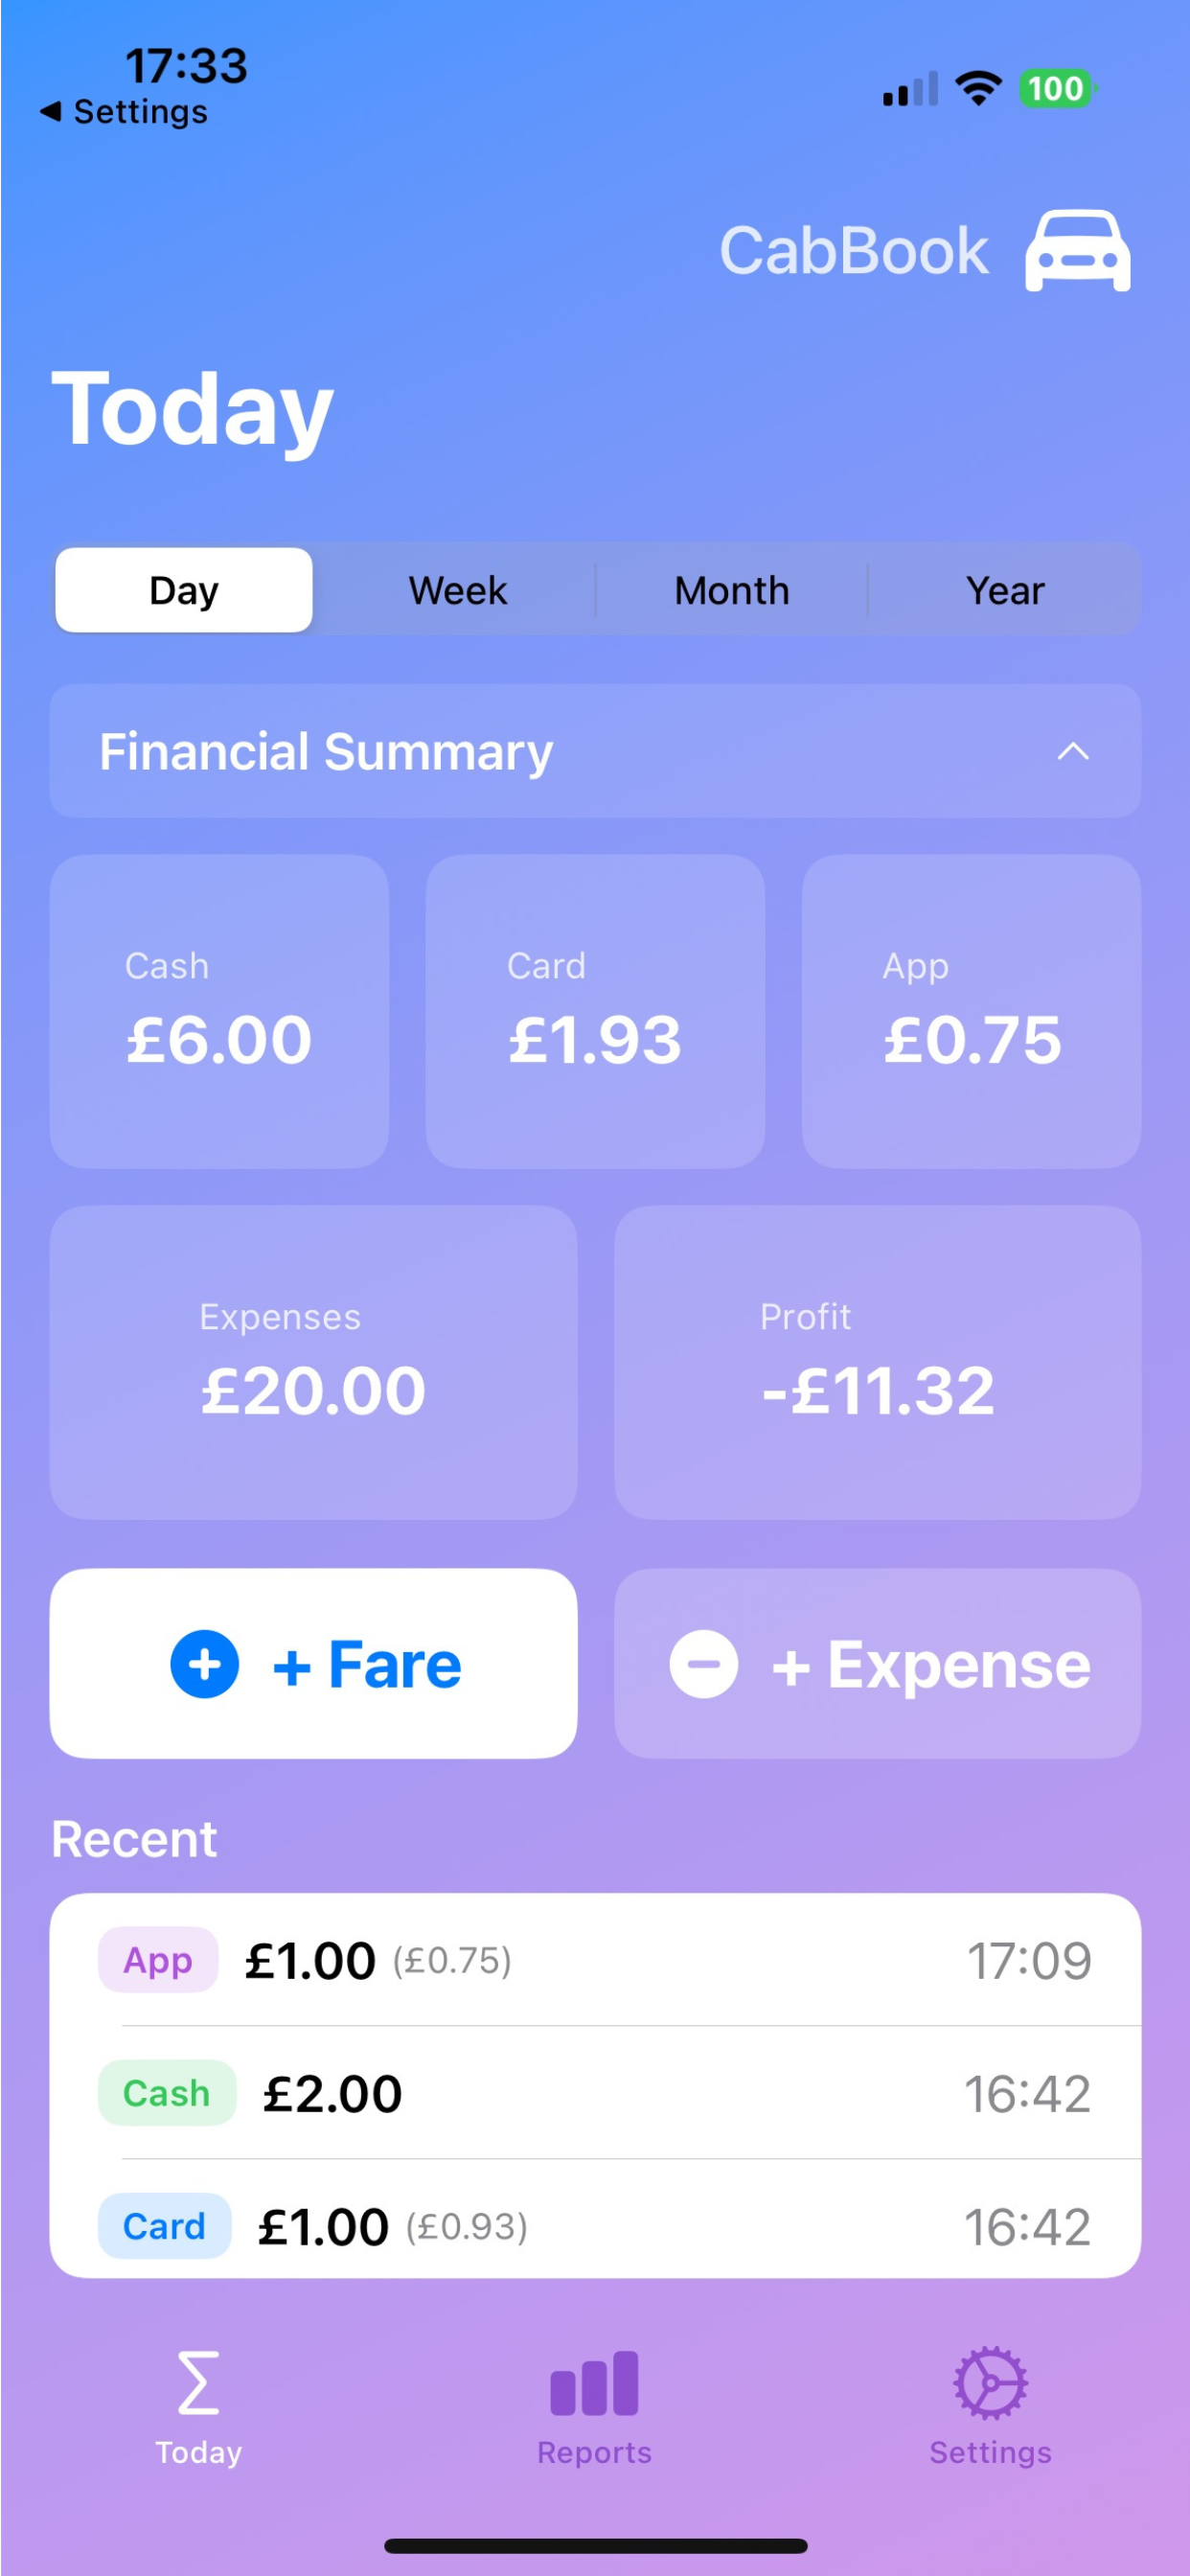 17:33
◀ Settings
100
CabBook
Today
Day Week Month Year
Financial Summary
Cash Card App
£6.00 £1.93 £0.75
Expenses Profit
£20.00 -£11.32
+ Fare + Expense
Recent
App £1.00 (£0.75) 17:09
Cash £2.00 16:42
Card £1.00 (£0.93) 16:42
Today Reports Settings